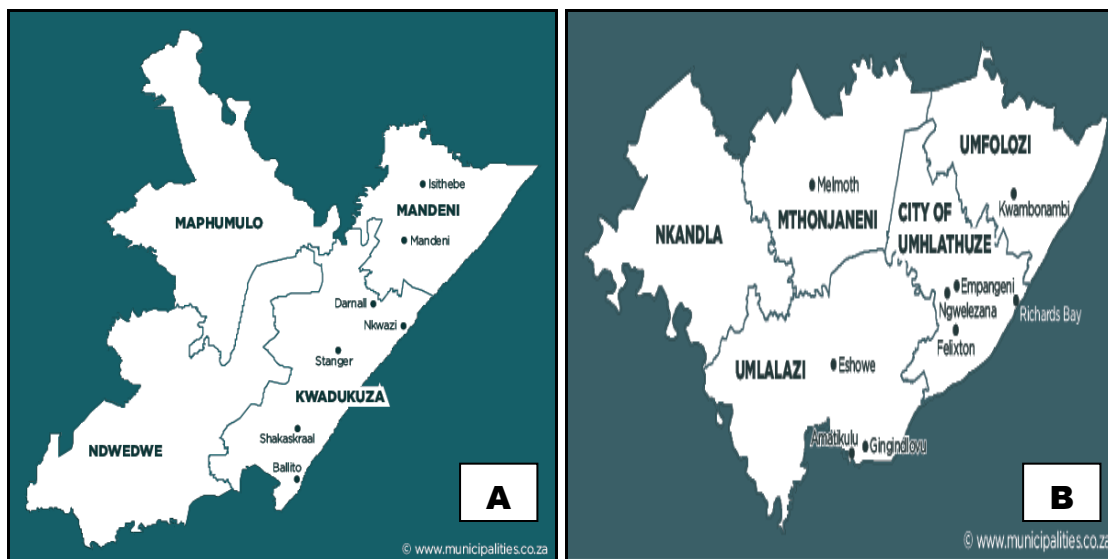 Isithebe
MANDENI
MAPHUMULO
Mandeni
Darnall
Nkwazi
Stanger
KWADUKUZA
Shakaskraal
NDWEDWE
Ballito
A
© www.municipalities.co.za
UMFOLOZI
Melmoth
Kwambonambi
MTHONJANENI
CITY OF
UMHLATHUZE
NKANDLA
Empangeni
Ngwelezana
Richards Bay
Felixton
UMLALAZI
Eshowe
Amatikulu
Gingindlovu
B
© www.municipalities.co.za